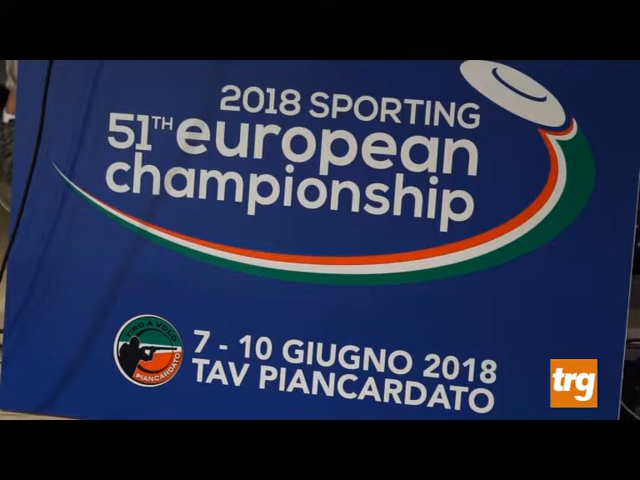 2018 SPORTING
51TH european
championship
TIRO A VOLO
PIANCARDATO
7 - 10 GIUGNO 2018
TAV PIANCARDATO
trg